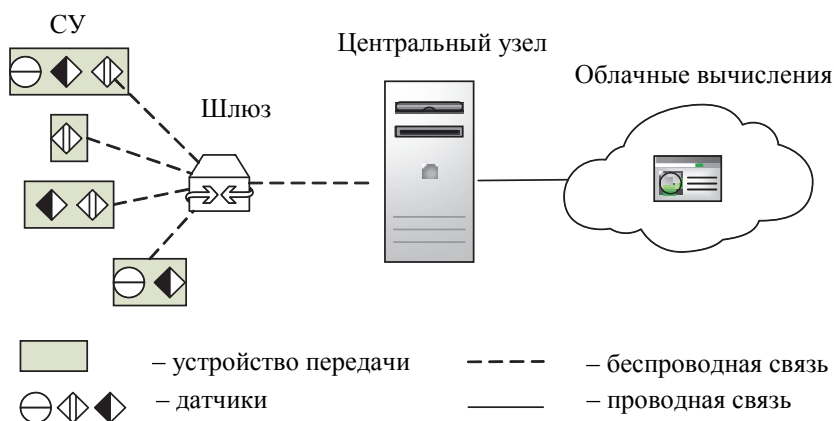 СУ
Центральный узел
Облачные вычисления
Шлюз
– устройство передачи
– беспроводная связь
– датчики
– проводная связь